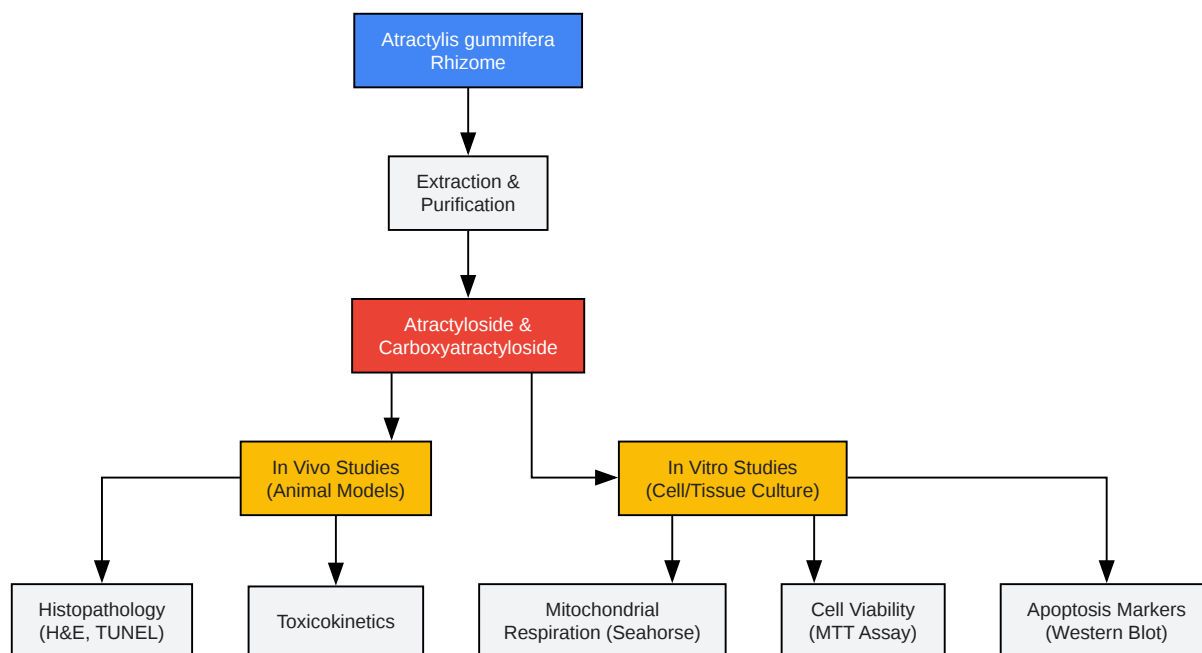 Atractylis gummifera
Rhizome
Extraction &
Purification
Atractyloside &
Carboxyatractyloside
In Vivo Studies
(Animal Models)
In Vitro Studies
(Cell/Tissue Culture)
Histopathology
(H&E, TUNEL)
Toxicokinetics
Mitochondrial
Respiration (Seahorse)
Cell Viability
(MTT Assay)
Apoptosis Markers
(Western Blot)